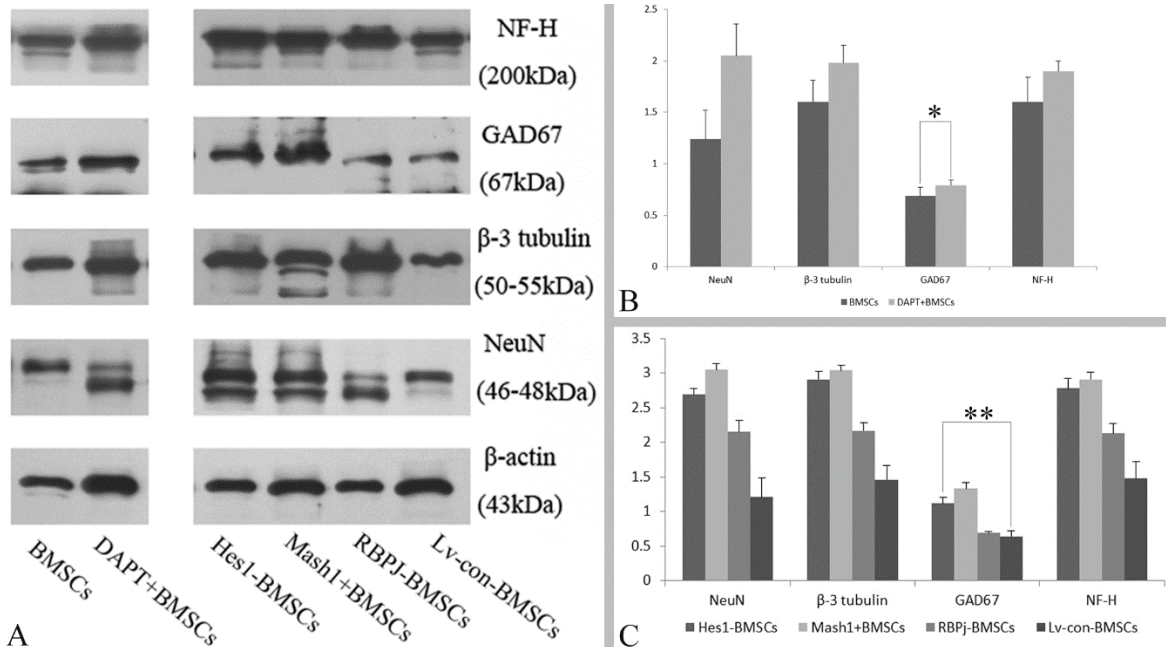 NF-H
(200kDa)
GAD67
(67kDa)
β-3 tubulin
(50-55kDa)
NeuN
(46-48kDa)
β-actin
(43kDa)
BMSCs
DAPT+BMSCs
Hes1-BMSCs
Mash1+BMSCs
RBPJ-BMSCs
Lv-con-BMSCs
A
2.5
2
1.5
1
0.5
0
*
NeuN β-3 tubulin GAD67 NF-H
BMSCs DAPT+BMSCs
B
3.5
3
2.5
2
1.5
1
0.5
0
**
NeuN β-3 tubulin GAD67 NF-H
Hes1-BMSCs Mash1+BMSCs RBPj-BMSCs Lv-con-BMSCs
C